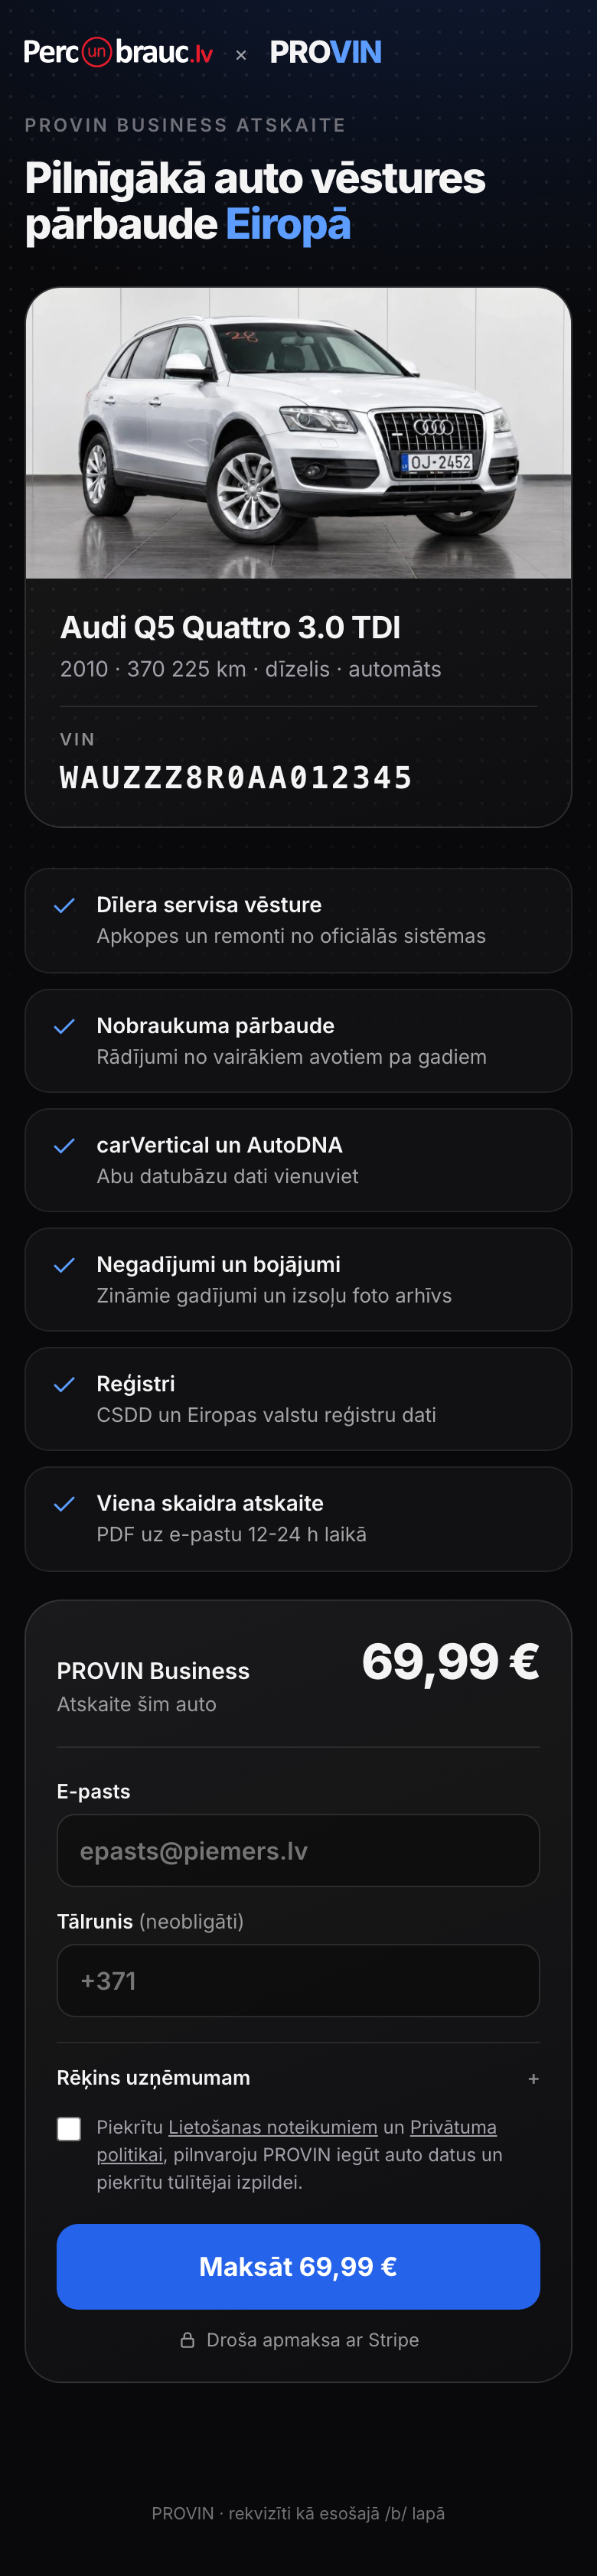 Perc un brauc.lv × PROVIN
PROVIN BUSINESS ATSKAITE
Pilnīgākā auto vēstures
pārbaude Eiropā
28
OJ-2452
Audi Q5 Quattro 3.0 TDI
2010 · 370 225 km · dīzelis · automāts
VIN
WAUZZZ8R0AA012345
Dīlera servisa vēsture
Apkopes un remonti no oficiālās sistēmas
Nobraukuma pārbaude
Rādījumi no vairākiem avotiem pa gadiem
carVertical un AutoDNA
Abu datubāzu dati vienuviet
Negadījumi un bojājumi
Zināmie gadījumi un izsoļu foto arhīvs
Reģistri
CSDD un Eiropas valstu reģistru dati
Viena skaidra atskaite
PDF uz e-pastu 12-24 h laikā
PROVIN Business 69,99 €
Atskaite šim auto
E-pasts
epasts@piemers.lv
Tālrunis (neobligāti)
+371
Rēķins uzņēmumam +
Piekrītu Lietošanas noteikumiem un Privātuma
politikai, pilnvaroju PROVIN iegūt auto datus un
piekrītu tūlītējai izpildei.
Maksāt 69,99 €
Droša apmaksa ar Stripe
PROVIN · rekvizīti kā esošajā /b/ lapā